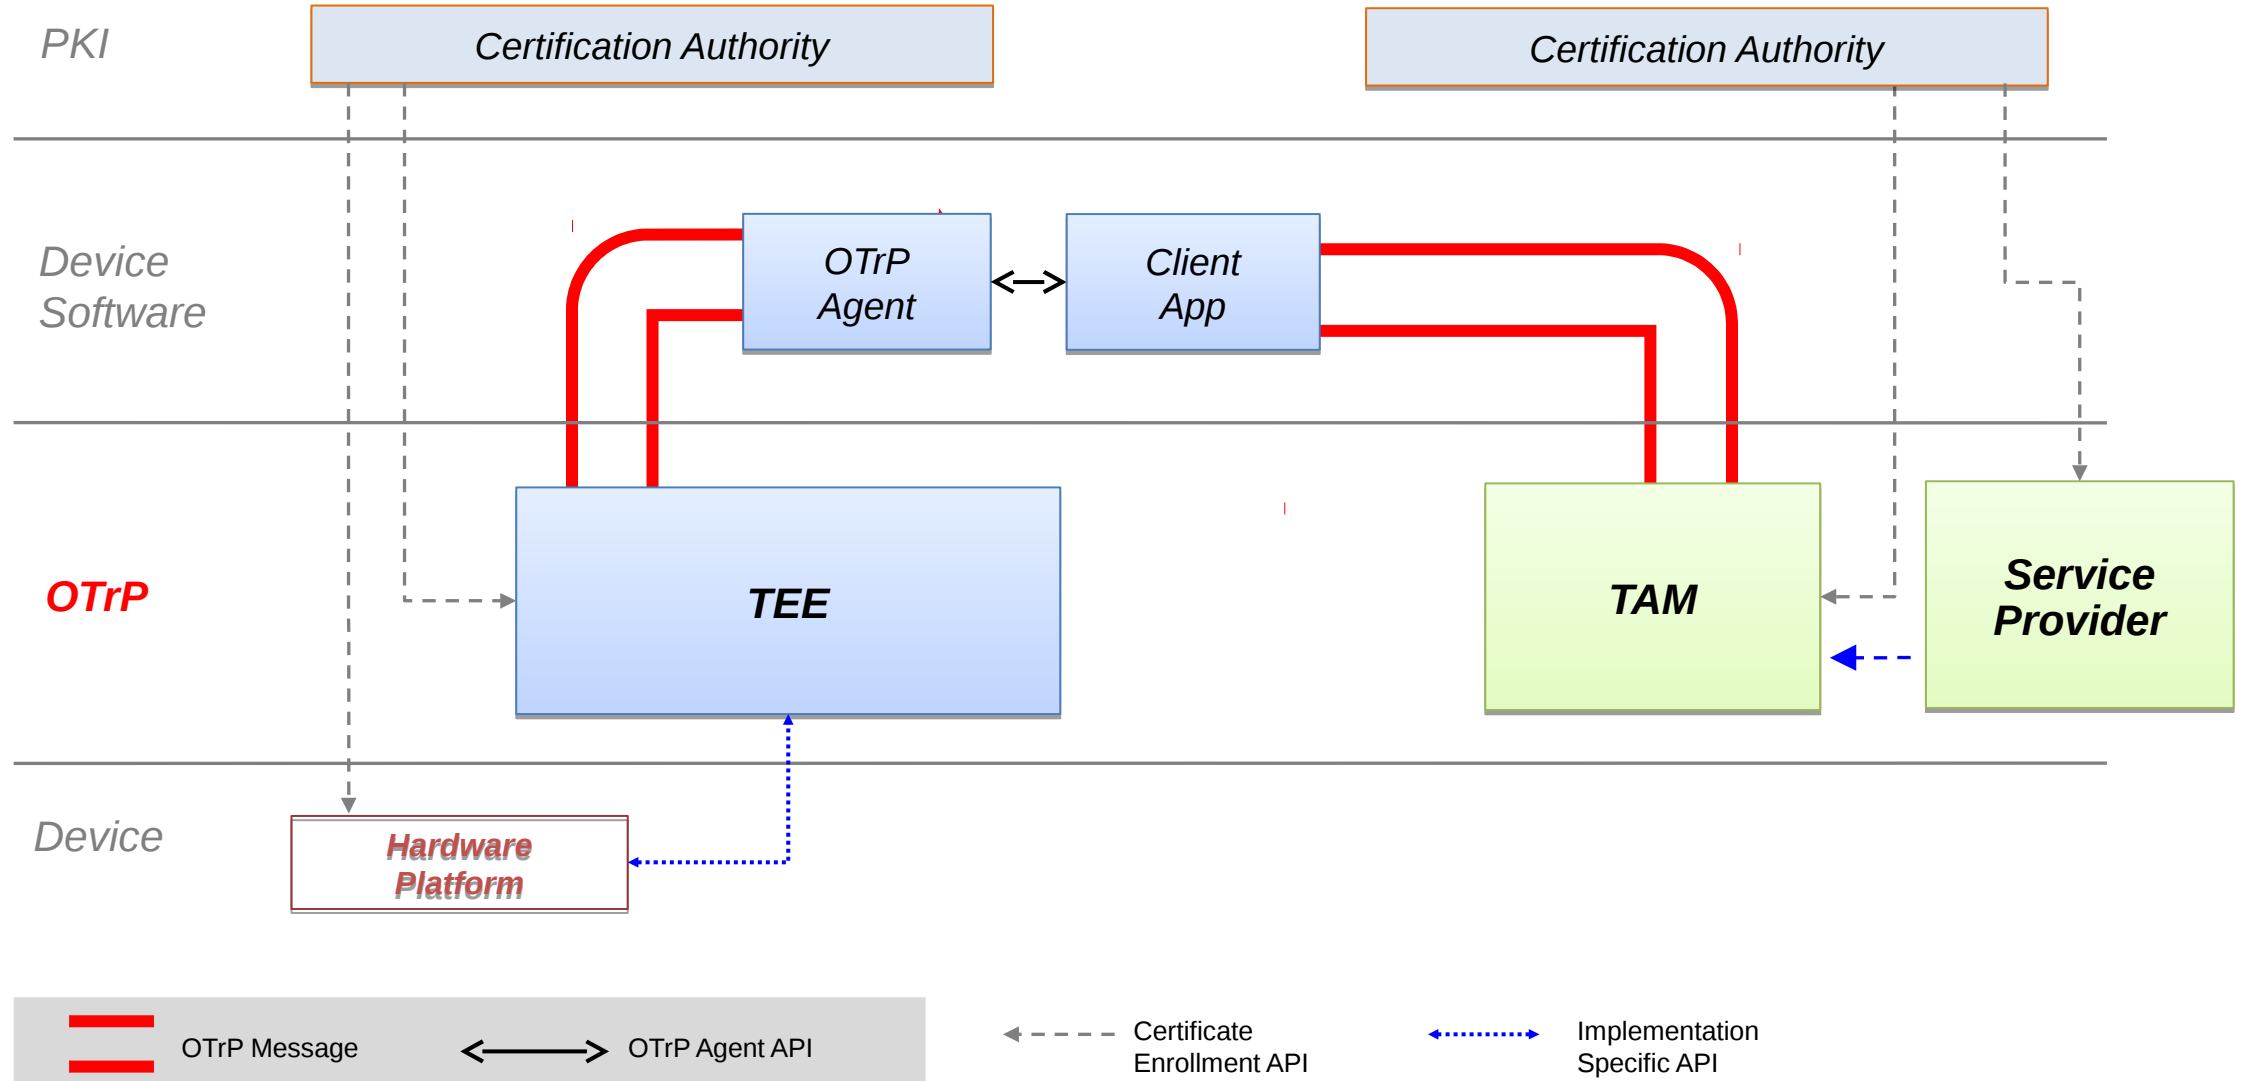 PKI
Certification Authority
Certification Authority
Device
Software
OTrP
Agent
Client
App
OTrP
TEE
TAM
Service
Provider
Device
Hardware
Platform
OTrP Message
OTrP Agent API
Certificate
Enrollment API
Implementation
Specific API